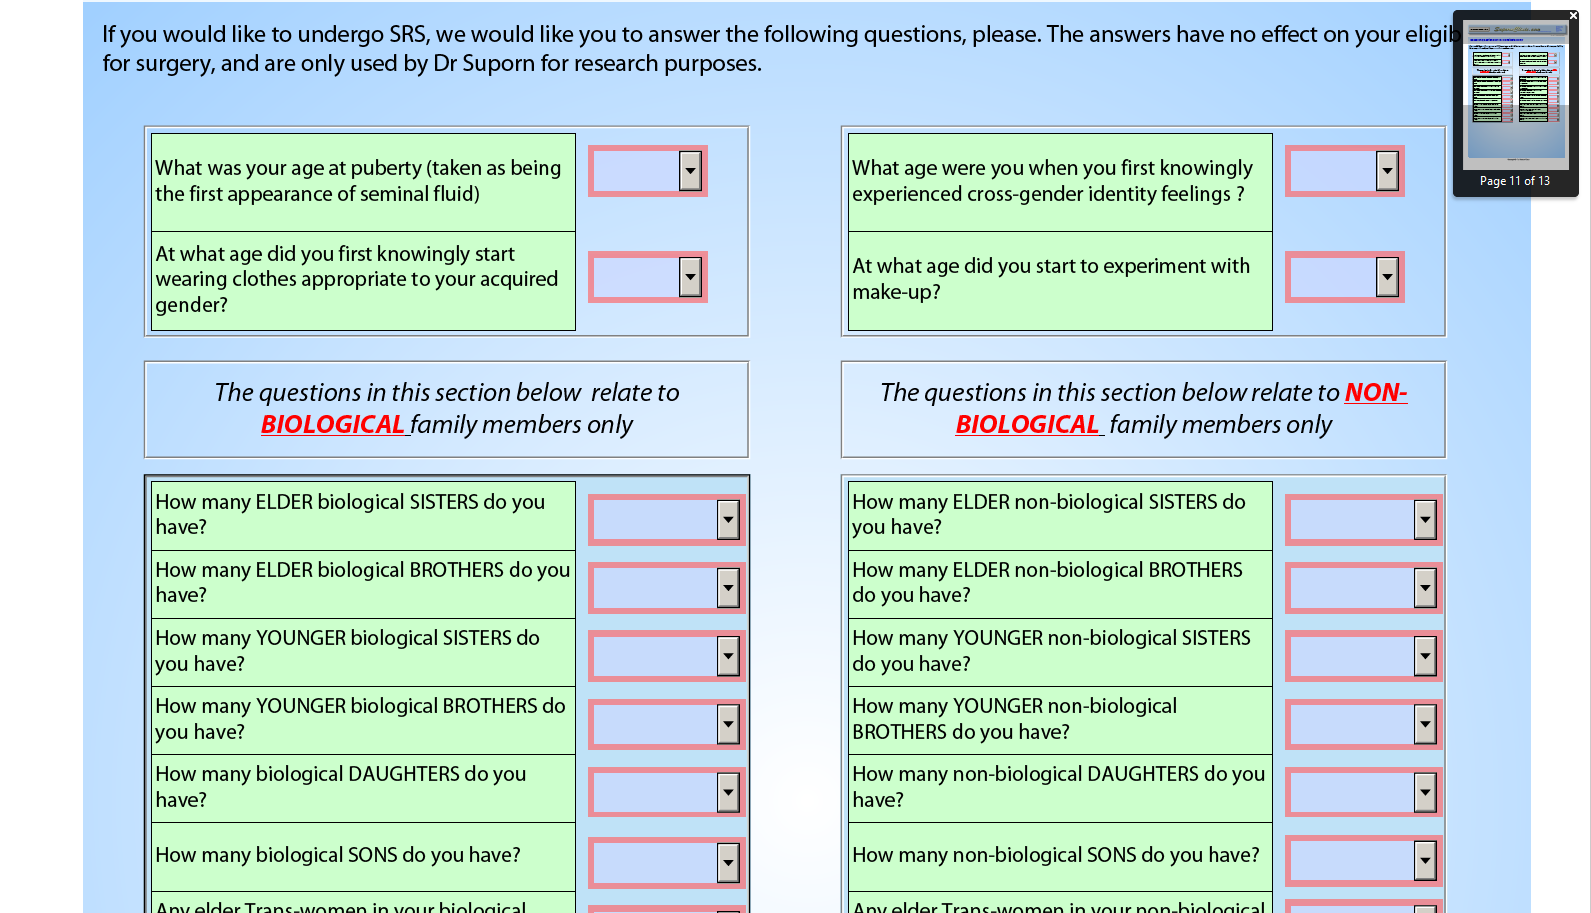 If you would like to undergo SRS, we would like you to answer the following questions, please. The answers have no effect on your eligib
for surgery, and are only used by Dr Suporn for research purposes.
What was your age at puberty (taken as being
the first appearance of seminal fluid)
At what age did you first knowingly start
wearing clothes appropriate to your acquired
gender?
What age were you when you first knowingly
experienced cross-gender identity feelings ?
At what age did you start to experiment with
make-up?
The questions in this section below relate to
BIOLOGICAL family members only
The questions in this section below relate to NON-
BIOLOGICAL family members only
How many ELDER biological SISTERS do you
have?
How many ELDER biological BROTHERS do you
have?
How many YOUNGER biological SISTERS do
you have?
How many YOUNGER biological BROTHERS do
you have?
How many biological DAUGHTERS do you
have?
How many biological SONS do you have?
Any elder Trans-women in your biological
How many ELDER non-biological SISTERS do
you have?
How many ELDER non-biological BROTHERS
do you have?
How many YOUNGER non-biological SISTERS
do you have?
How many YOUNGER non-biological
BROTHERS do you have?
How many non-biological DAUGHTERS do you
have?
How many non-biological SONS do you have?
Any elder Trans-women in your non-biological
Page 11 of 13